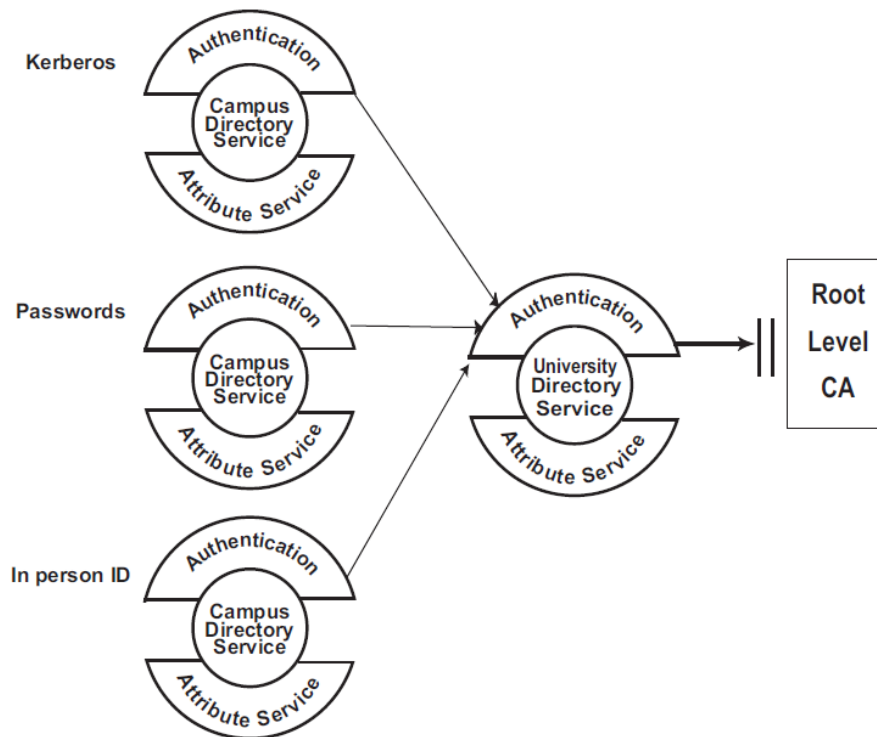 Kerberos
Authentication
Campus
Directory
Service
Attribute Service
Passwords
Authentication
Campus
Directory
Service
Attribute Service
In person ID
Authentication
Campus
Directory
Service
Attribute Service
Authentication
University
Directory
Service
Attribute Service
Root
Level
CA